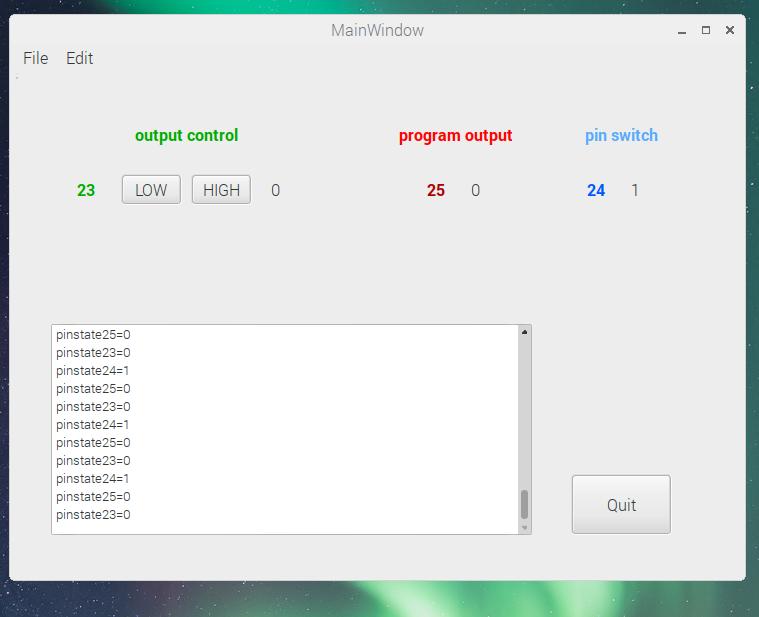 MainWindow
File Edit
output control program output pin switch
23 LOW HIGH 0 25 0 24 1
pinstate25=0
pinstate23=0
pinstate24=1
pinstate25=0
pinstate23=0
pinstate24=1
pinstate25=0
pinstate23=0
pinstate24=1
pinstate25=0
pinstate23=0
Quit